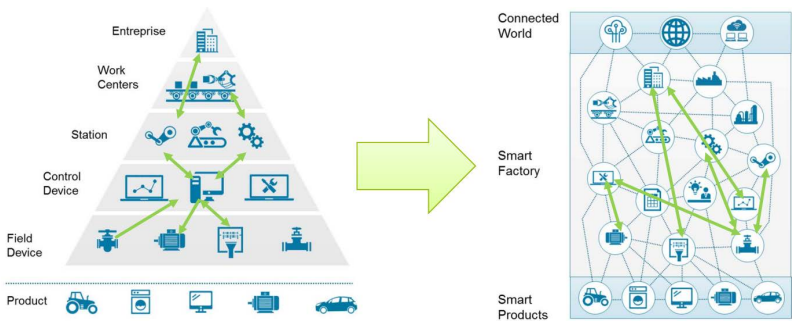 Entreprise
Work
Centers
Station
Control
Device
Field
Device
Product
Connected
World
Smart
Factory
Smart
Products